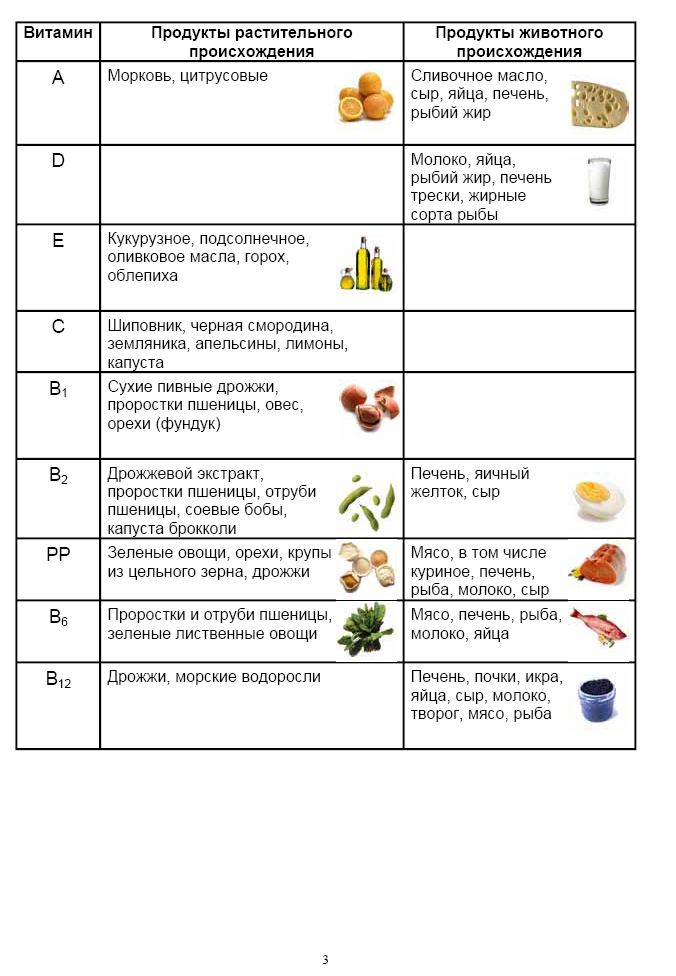 Витамин
Продукты растительного
происхождения
Продукты животного
происхождения
A
Морковь, цитрусовые
Сливочное масло,
сыр, яйца, печень,
рыбий жир
D
Молоко, яйца,
рыбий жир, печень
трески, жирные
сорта рыбы
E
Кукурузное, подсолнечное,
оливковое масла, горох,
облепиха
C
Шиповник, черная смородина,
земляника, апельсины, лимоны,
капуста
B1
Сухие пивные дрожжи,
проростки пшеницы, овес,
орехи (фундук)
B2
Дрожжевой экстракт,
проростки пшеницы, отруби
пшеницы, соевые бобы,
капуста брокколи
Печень, яичный
желток, сыр
PP
Зеленые овощи, орехи, крупы
из цельного зерна, дрожжи
Мясо, в том числе
куриное, печень,
рыба, молоко, сыр
B6
Проростки и отруби пшеницы,
зеленые лиственные овощи
Мясо, печень, рыба,
молоко, яйца
B12
Дрожжи, морские водоросли
Печень, почки, икра,
яйца, сыр, молоко,
творог, мясо, рыба
3